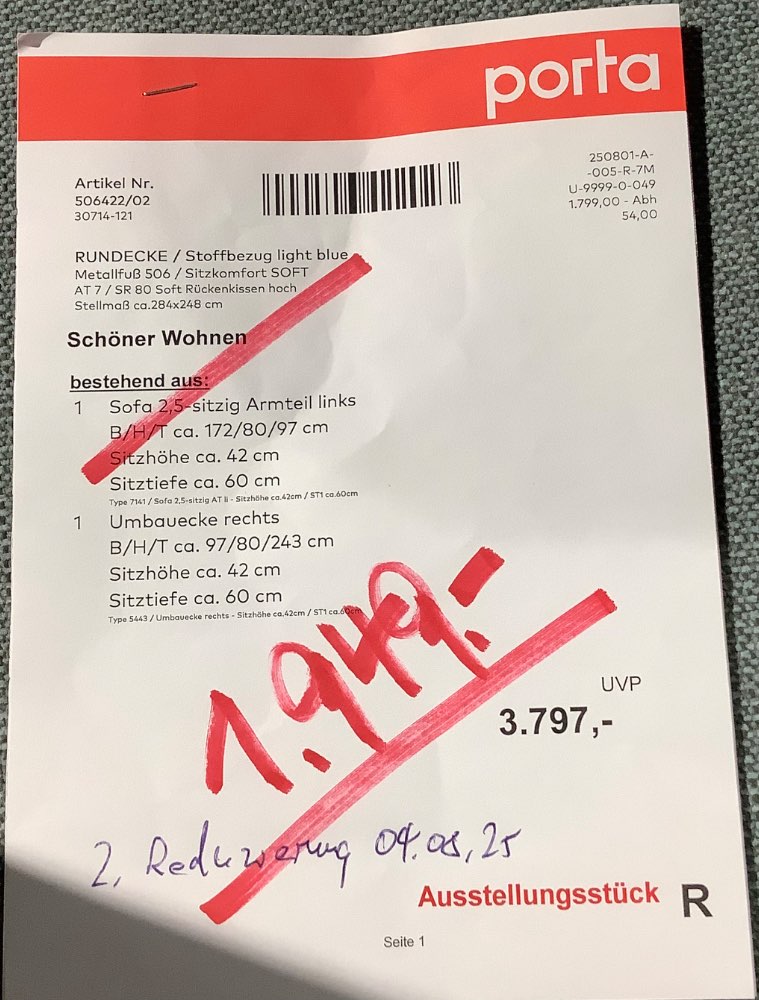 porta
Artikel Nr.
506422/02
30714-121
250801-A-
-005-R-7M
U-9999-0-049
1.799,00 - Abh
54,00
RUNDECKE / Stoffbezug light blue
Metallfuß 506 / Sitzkomfort SOFT
AT 7 / SR 80 Soft Rückenkissen hoch
Stellmaß ca.284x248 cm
Schöner Wohnen
bestehend aus:
1 Sofa 2,5-sitzig Armteil links
B/H/T ca. 172/80/97 cm
Sitzhöhe ca. 42 cm
Sitztiefe ca. 60 cm
Type 7141 / Sofa 2,5-sitzig AT li - Sitzhöhe ca.42cm / ST1 ca.60cm
1 Umbauecke rechts
B/H/T ca. 97/80/243 cm
Sitzhöhe ca. 42 cm
Sitztiefe ca. 60 cm
Type 5443 / Umbauecke rechts - Sitzhöhe ca.42cm / ST1 ca.60cm
1.949.-
UVP
3.797,-
2, Reduzierung 04.08,25
Ausstellungsstück R
Seite 1